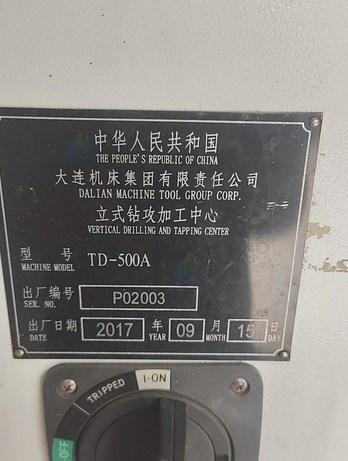 中华人民共和国
THE PEOPLE'S REPUBLIC OF CHINA
大连机床集团有限责任公司
DALIAN MACHINE TOOL GROUP CORP.
立式钻攻加工中心
VERTICAL DRILLING AND TAPPING CENTER
型号 TD-500A
MACHINE MODEL
出厂编号 P02003
SER. NO.
出厂日期 2017 年 09 月 15 日
DATE YEAR MONTH DAY
TRIPPED I-ON
OFF